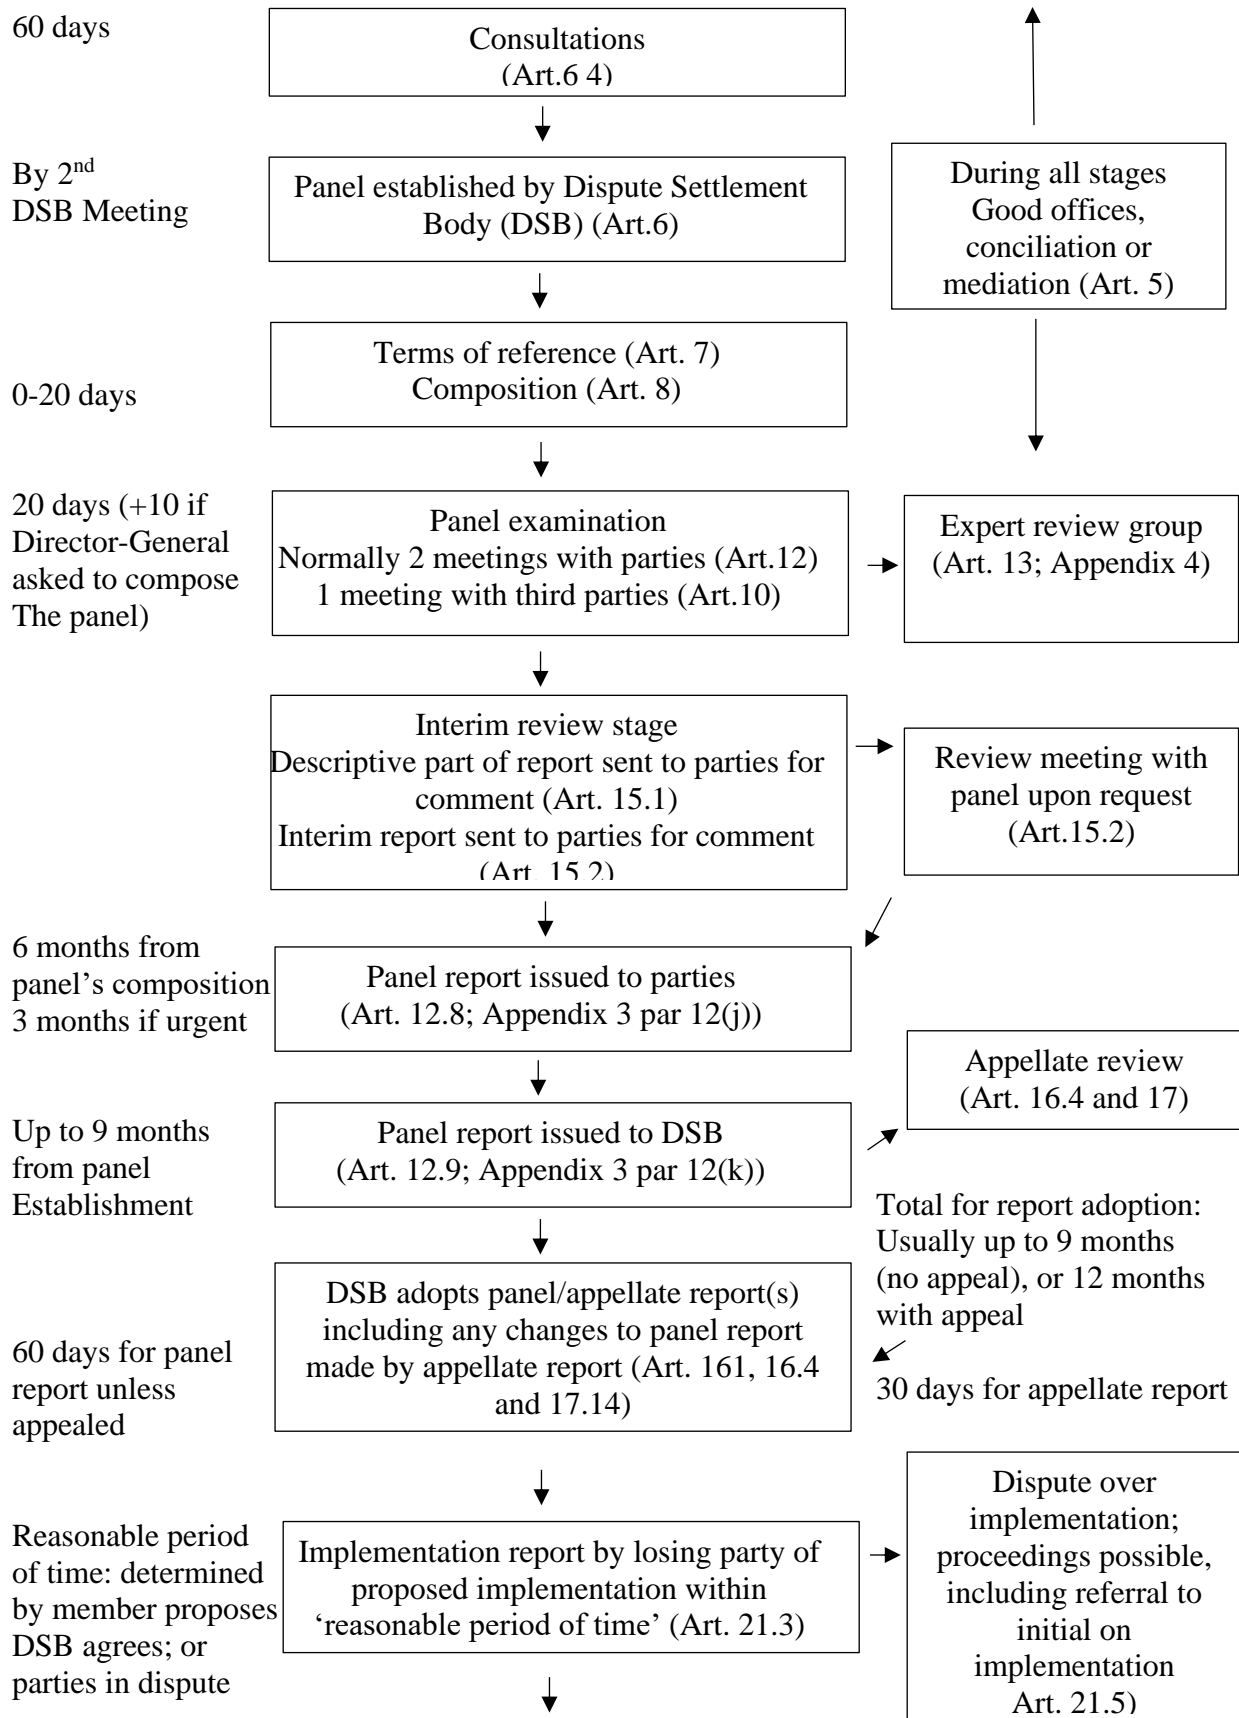 60 days
Consultations
(Art.6 4)
By 2nd
DSB Meeting
Panel established by Dispute Settlement
Body (DSB) (Art.6)
During all stages
Good offices,
conciliation or
mediation (Art. 5)
0-20 days
Terms of reference (Art. 7)
Composition (Art. 8)
20 days (+10 if
Director-General
asked to compose
The panel)
Panel examination
Normally 2 meetings with parties (Art.12)
1 meeting with third parties (Art.10)
Expert review group
(Art. 13; Appendix 4)
Interim review stage
Descriptive part of report sent to parties for
comment (Art. 15.1)
Interim report sent to parties for comment
(Art. 15.2)
Review meeting with
panel upon request
(Art.15.2)
6 months from
panel’s composition
3 months if urgent
Panel report issued to parties
(Art. 12.8; Appendix 3 par 12(j))
Appellate review
(Art. 16.4 and 17)
Up to 9 months
from panel
Establishment
Panel report issued to DSB
(Art. 12.9; Appendix 3 par 12(k))
Total for report adoption:
Usually up to 9 months
(no appeal), or 12 months
with appeal
60 days for panel
report unless
appealed
DSB adopts panel/appellate report(s)
including any changes to panel report
made by appellate report (Art. 161, 16.4
and 17.14)
30 days for appellate report
Reasonable period
of time: determined
by member proposes
DSB agrees; or
parties in dispute
Implementation report by losing party of
proposed implementation within
‘reasonable period of time’ (Art. 21.3)
Dispute over
implementation;
proceedings possible,
including referral to
initial on
implementation
Art. 21.5)